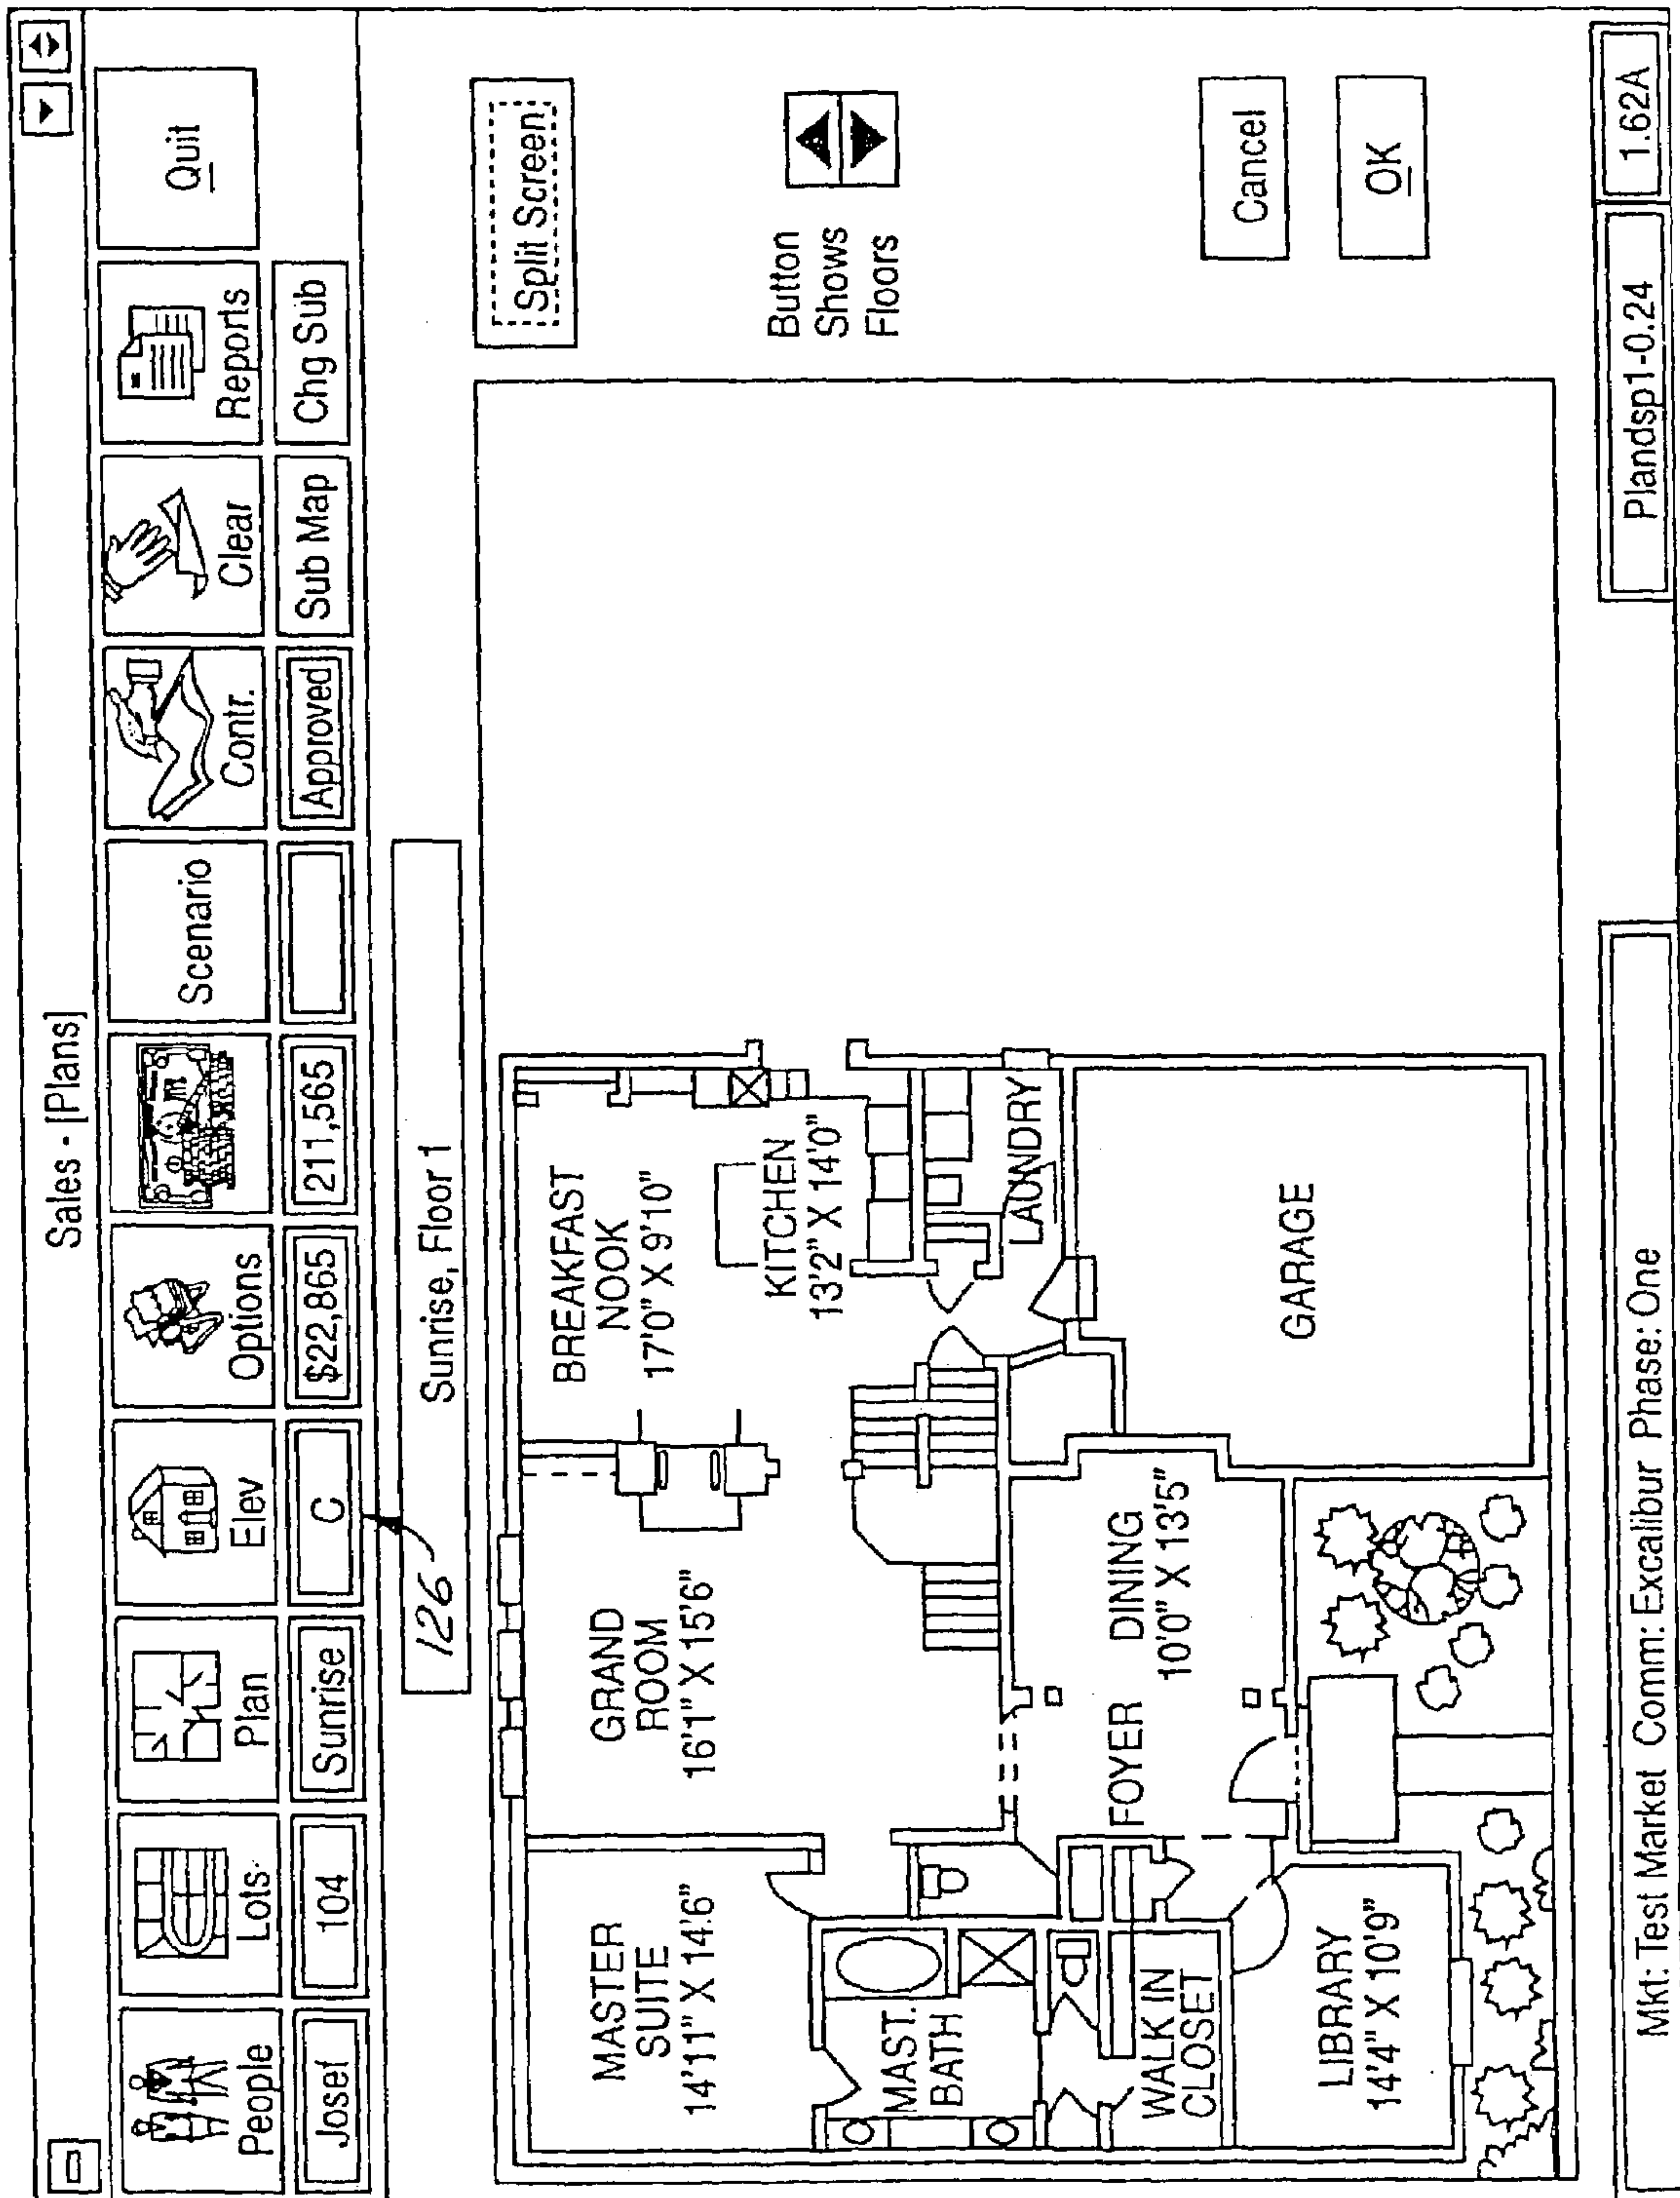 Sales - [Plans]
People
Lots
Plan
Elev
Options
Scenario
Contr.
Clear
Reports
Quit
Josef
104
Sunrise
C
$22,865
211,565
Approved
Sub Map
Chg Sub
126
Sunrise, Floor 1
Split Screen
MASTER
SUITE
14'11" X 14'6"
GRAND
ROOM
16'1" X 15'6"
BREAKFAST
NOOK
17'0" X 9'10"
KITCHEN
13'2" X 14'0"
Button
Shows
Floors
MAST.
BATH
LAUNDRY
WALK IN
CLOSET
FOYER
DINING
10'0" X 13'5"
GARAGE
LIBRARY
14'4" X 10'9"
Cancel
OK
Mkt: Test Market Comm: Excalibur Phase: One
Plandsp1-0.24
1.62A